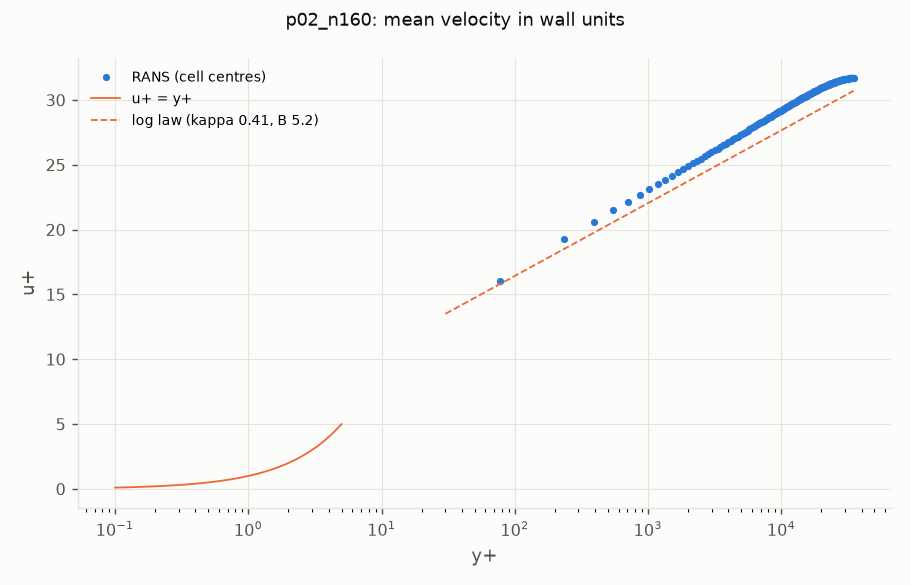 p02_n160: mean velocity in wall units
RANS (cell centres)
u+ = y+
log law (kappa 0.41, B 5.2)
u+
30
25
20
15
10
5
0
10⁻¹ 10⁰ 10¹ 10² 10³ 10⁴
y+